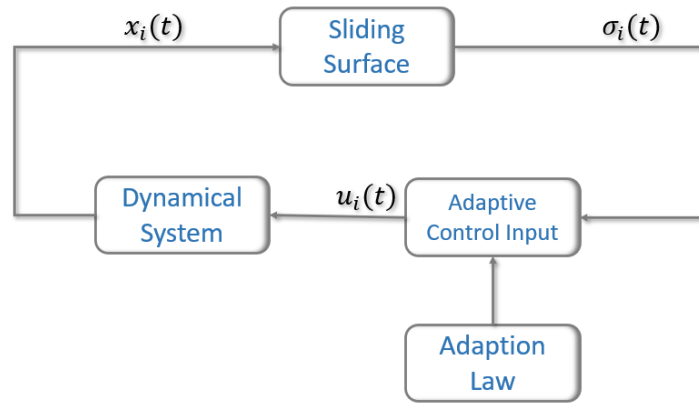 xᵢ(t)
Sliding
Surface
σᵢ(t)
Dynamical
System
uᵢ(t)
Adaptive
Control Input
Adaption
Law